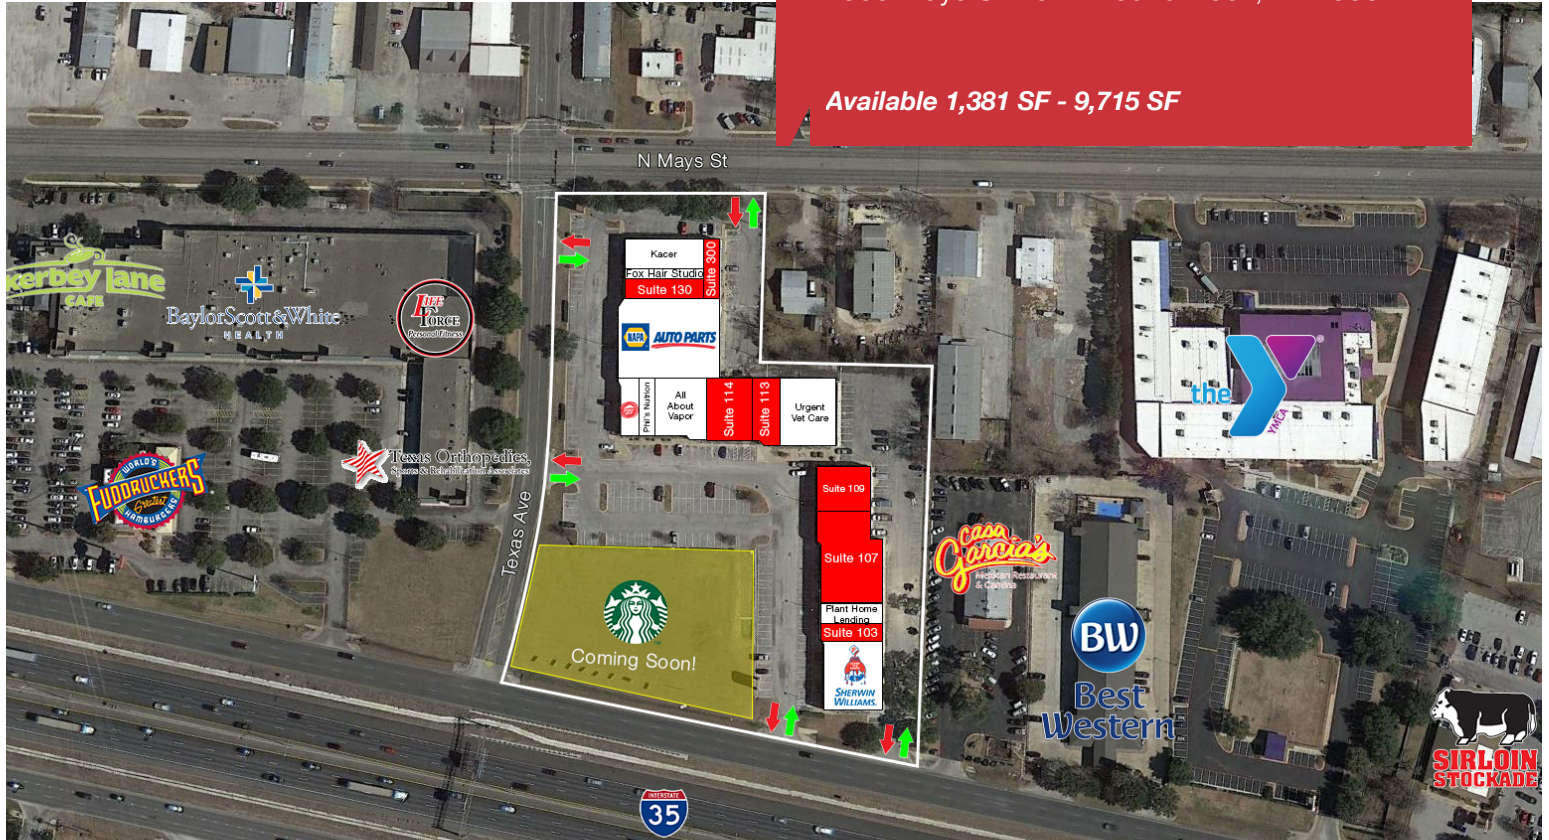 Available 1,381 SF - 9,715 SF
N Mays St
Kacer
Fox Hair Studio
Suite 130
Suite 300
kerbey lane
CAFE
BaylorScott&White
HEALTH
LIFE
FORCE
Personal Fitness
NAPA AUTO PARTS
Phil's Nutrion
All
About
Vapor
Suite 114
Suite 113
Urgent
Vet Care
the
YMCA
Texas Orthopedics,
Sports & Rehabilitation Associates
WORLD'S
FUDDRUCKERS
Greatest
HAMBURGERS
Texas Ave
Suite 109
Suite 107
Plant Home
Lending
Suite 103
SHERWIN
WILLIAMS.
Casa
Garcia's
Mexican Restaurant
& Cantina
Coming Soon!
BW
Best
Western
SIRLOIN
STOCKADE
INTERSTATE
35